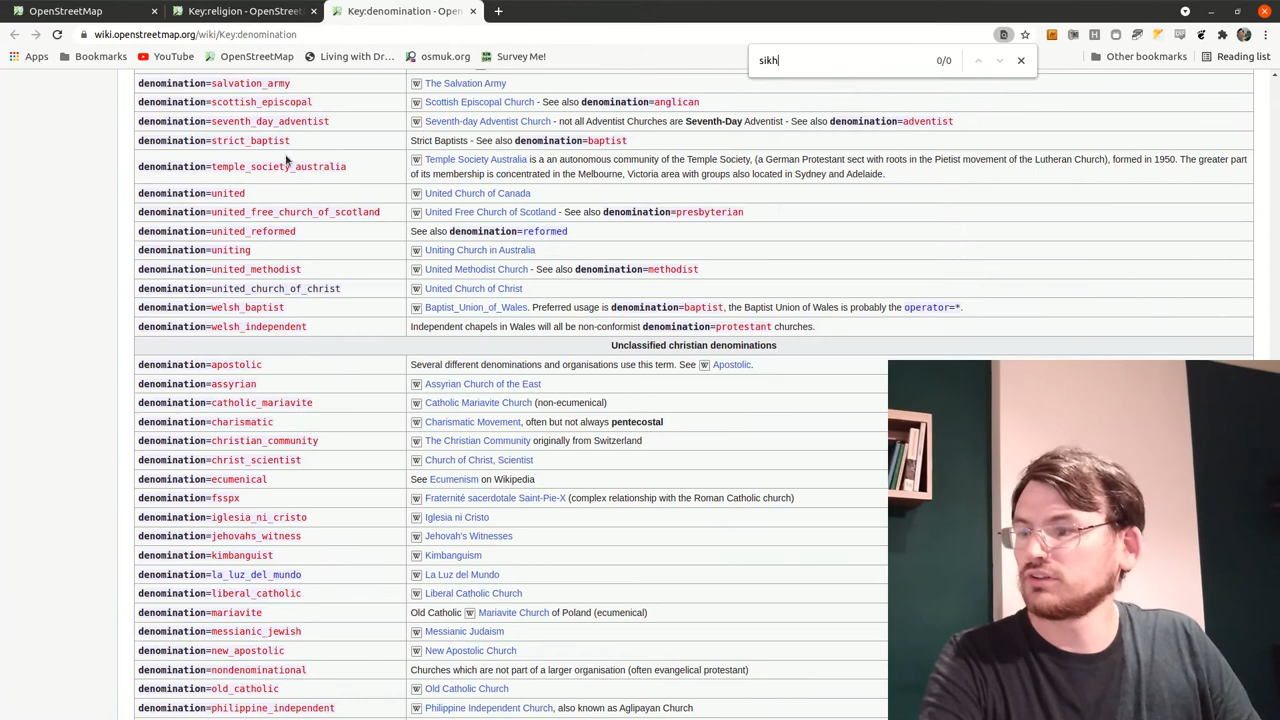 OpenStreetMap
Key:religion - OpenStreet
Key:denomination - OpenS
wiki.openstreetmap.org/wiki/Key:denomination
Apps
Bookmarks
YouTube
OpenStreetMap
Living with Dr…
osmuk.org
Survey Me!
Other bookmarks
Reading list
sikh
0/0
denomination=salvation_army The Salvation Army
denomination=scottish_episcopal Scottish Episcopal Church - See also denomination=anglican
denomination=seventh_day_adventist Seventh-day Adventist Church - not all Adventist Churches are Seventh-Day Adventist - See also denomination=adventist
denomination=strict_baptist Strict Baptists - See also denomination=baptist
denomination=temple_society_australia Temple Society Australia is a an autonomous community of the Temple Society, (a German Protestant sect with roots in the Pietist movement of the Lutheran Church), formed in 1950. The greater part
of its membership is concentrated in the Melbourne, Victoria area with groups also located in Sydney and Adelaide.
denomination=united United Church of Canada
denomination=united_free_church_of_scotland United Free Church of Scotland - See also denomination=presbyterian
denomination=united_reformed See also denomination=reformed
denomination=uniting Uniting Church in Australia
denomination=united_methodist United Methodist Church - See also denomination=methodist
denomination=united_church_of_christ United Church of Christ
denomination=welsh_baptist Baptist_Union_of_Wales. Preferred usage is denomination=baptist, the Baptist Union of Wales is probably the operator=*.
denomination=welsh_independent Independent chapels in Wales will all be non-conformist denomination=protestant churches.
Unclassified christian denominations
denomination=apostolic Several different denominations and organisations use this term. See Apostolic.
denomination=assyrian Assyrian Church of the East
denomination=catholic_mariavite Catholic Mariavite Church (non-ecumenical)
denomination=charismatic Charismatic Movement, often but not always pentecostal
denomination=christian_community The Christian Community originally from Switzerland
denomination=christ_scientist Church of Christ, Scientist
denomination=ecumenical See Ecumenism on Wikipedia
denomination=fsspx Fraternité sacerdotale Saint-Pie-X (complex relationship with the Roman Catholic church)
denomination=iglesia_ni_cristo Iglesia ni Cristo
denomination=jehovahs_witness Jehovah's Witnesses
denomination=kimbanguist Kimbanguism
denomination=la_luz_del_mundo La Luz del Mundo
denomination=liberal_catholic Liberal Catholic Church
denomination=mariavite Old Catholic Mariavite Church of Poland (ecumenical)
denomination=messianic_jewish Messianic Judaism
denomination=new_apostolic New Apostolic Church
denomination=nondenominational Churches which are not part of a larger organisation (often evangelical protestant)
denomination=old_catholic Old Catholic Church
denomination=philippine_independent Philippine Independent Church, also known as Aglipayan Church